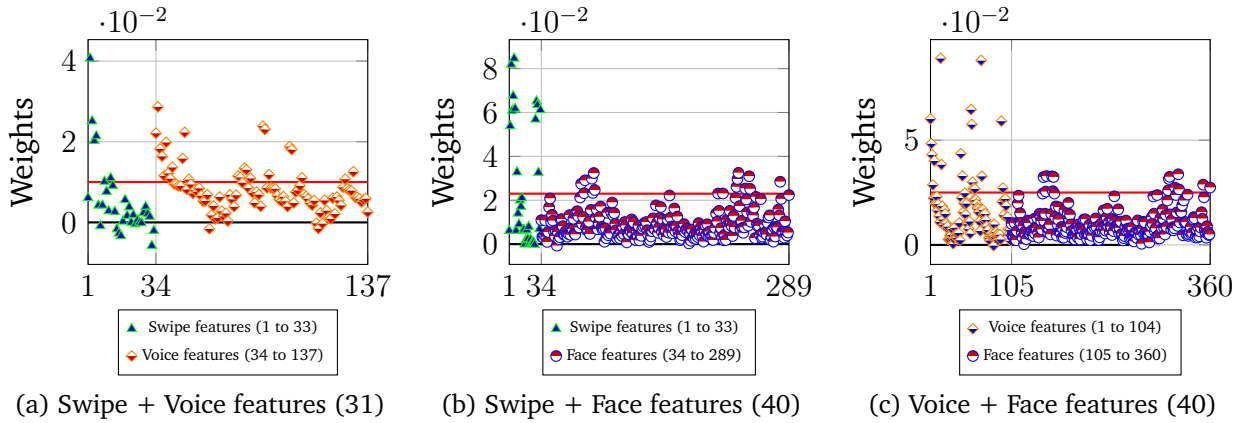 ·10⁻² ·10⁻² ·10⁻²
Weights
4
2
0
1 34 137
Swipe features (1 to 33)
Voice features (34 to 137)
(a) Swipe + Voice features (31)
Weights
8
6
4
2
0
1 34 289
Swipe features (1 to 33)
Face features (34 to 289)
(b) Swipe + Face features (40)
Weights
5
0
1 105 360
Voice features (1 to 104)
Face features (105 to 360)
(c) Voice + Face features (40)